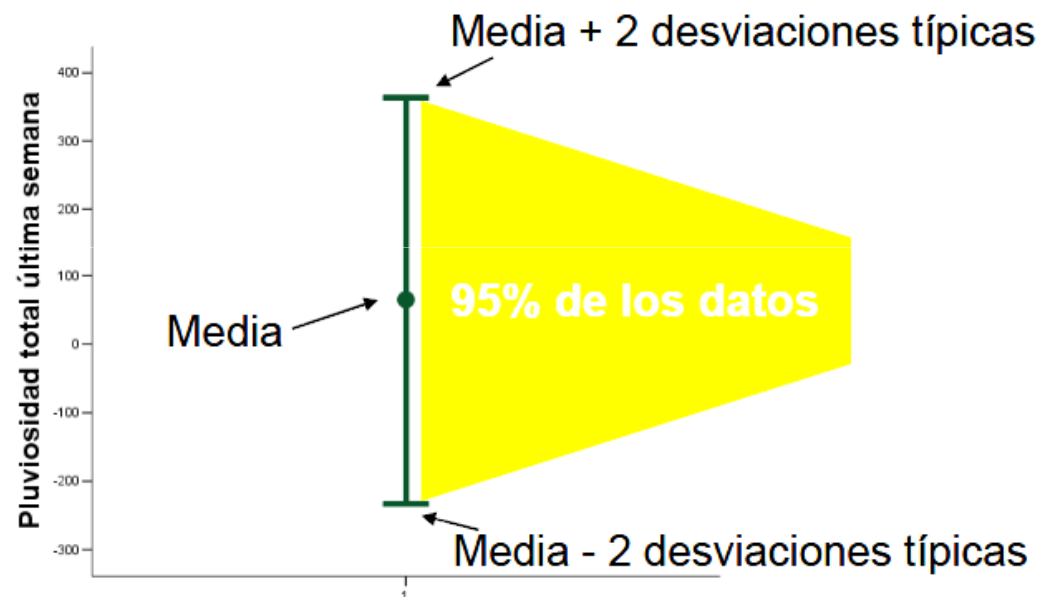 Media + 2 desviaciones típicas
Pluviosidad total última semana
400
300
200
100
0
-100
-200
-300
Media
95% de los datos
Media - 2 desviaciones típicas
1